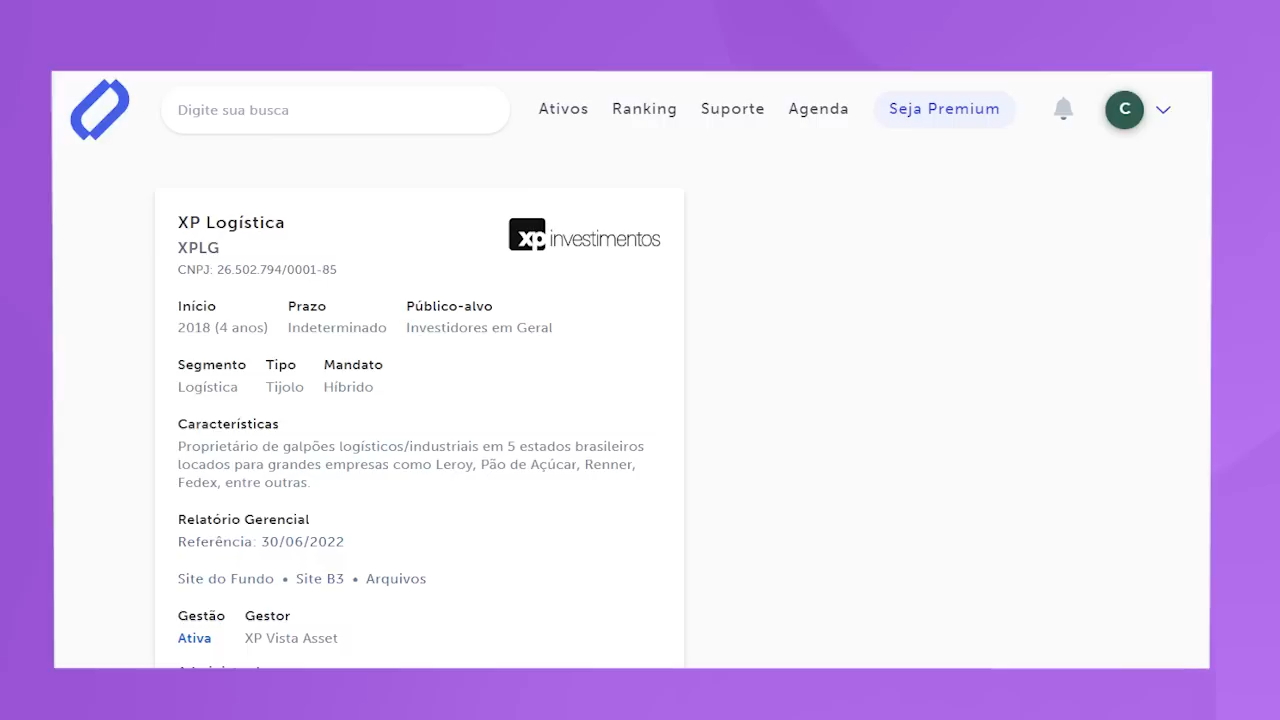 Digite sua busca
Ativos Ranking Suporte Agenda Seja Premium C
XP Logística
XPLG
CNPJ: 26.502.794/0001-85
xp investimentos
Início Prazo Público-alvo
2018 (4 anos) Indeterminado Investidores em Geral
Segmento Tipo Mandato
Logística Tijolo Híbrido
Características
Proprietário de galpões logísticos/industriais em 5 estados brasileiros
locados para grandes empresas como Leroy, Pão de Açúcar, Renner,
Fedex, entre outras.
Relatório Gerencial
Referência: 30/06/2022
Site do Fundo • Site B3 • Arquivos
Gestão Gestor
Ativa XP Vista Asset